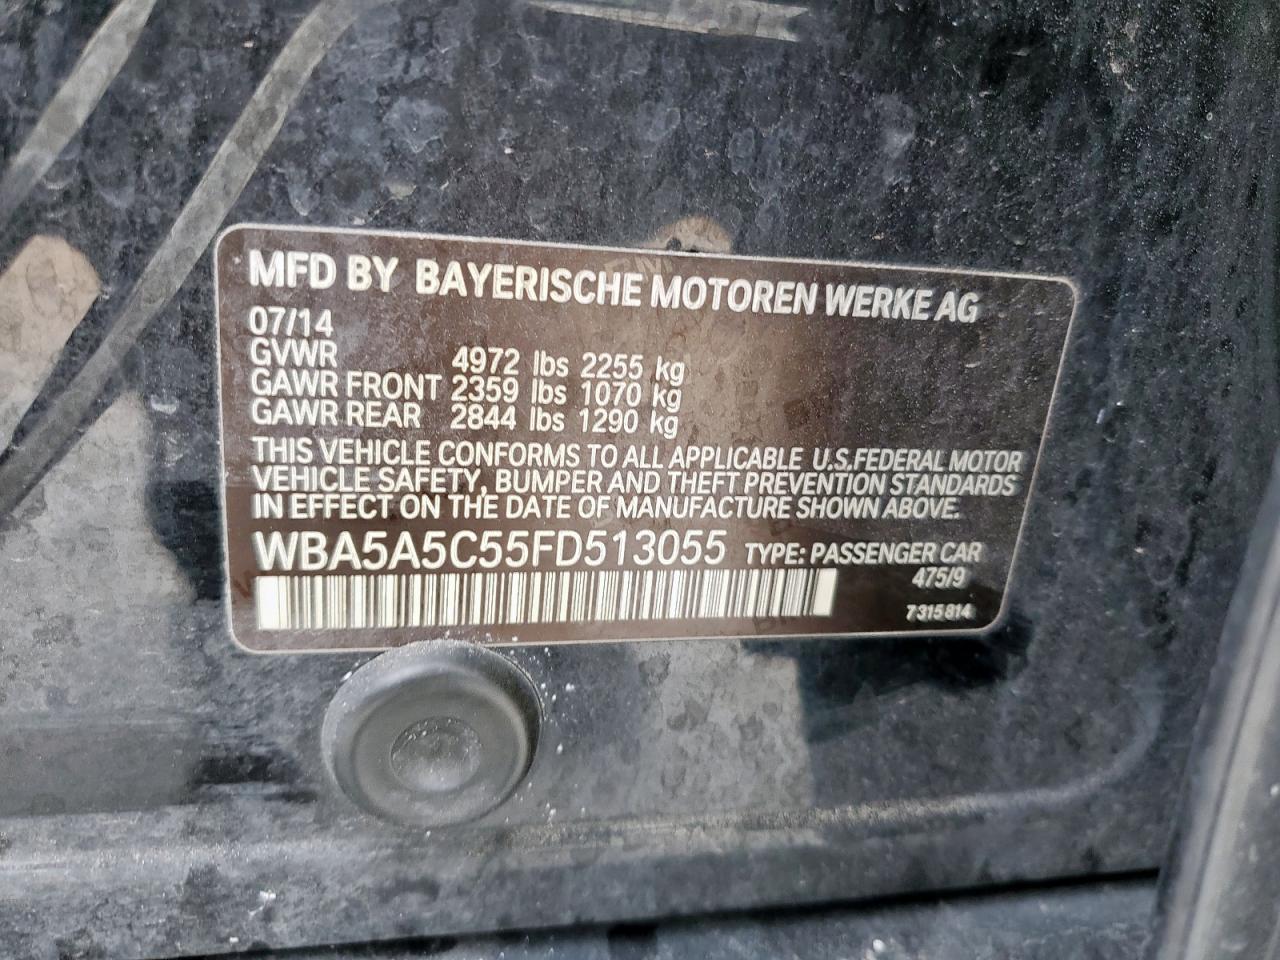 MFD BY BAYERISCHE MOTOREN WERKE AG
07/14
GVWR 4972 lbs 2255 kg
GAWR FRONT 2359 lbs 1070 kg
GAWR REAR 2844 lbs 1290 kg
THIS VEHICLE CONFORMS TO ALL APPLICABLE U.S.FEDERAL MOTOR
VEHICLE SAFETY, BUMPER AND THEFT PREVENTION STANDARDS
IN EFFECT ON THE DATE OF MANUFACTURE SHOWN ABOVE.
WBA5A5C55FD513055 TYPE: PASSENGER CAR
475/9
7315814